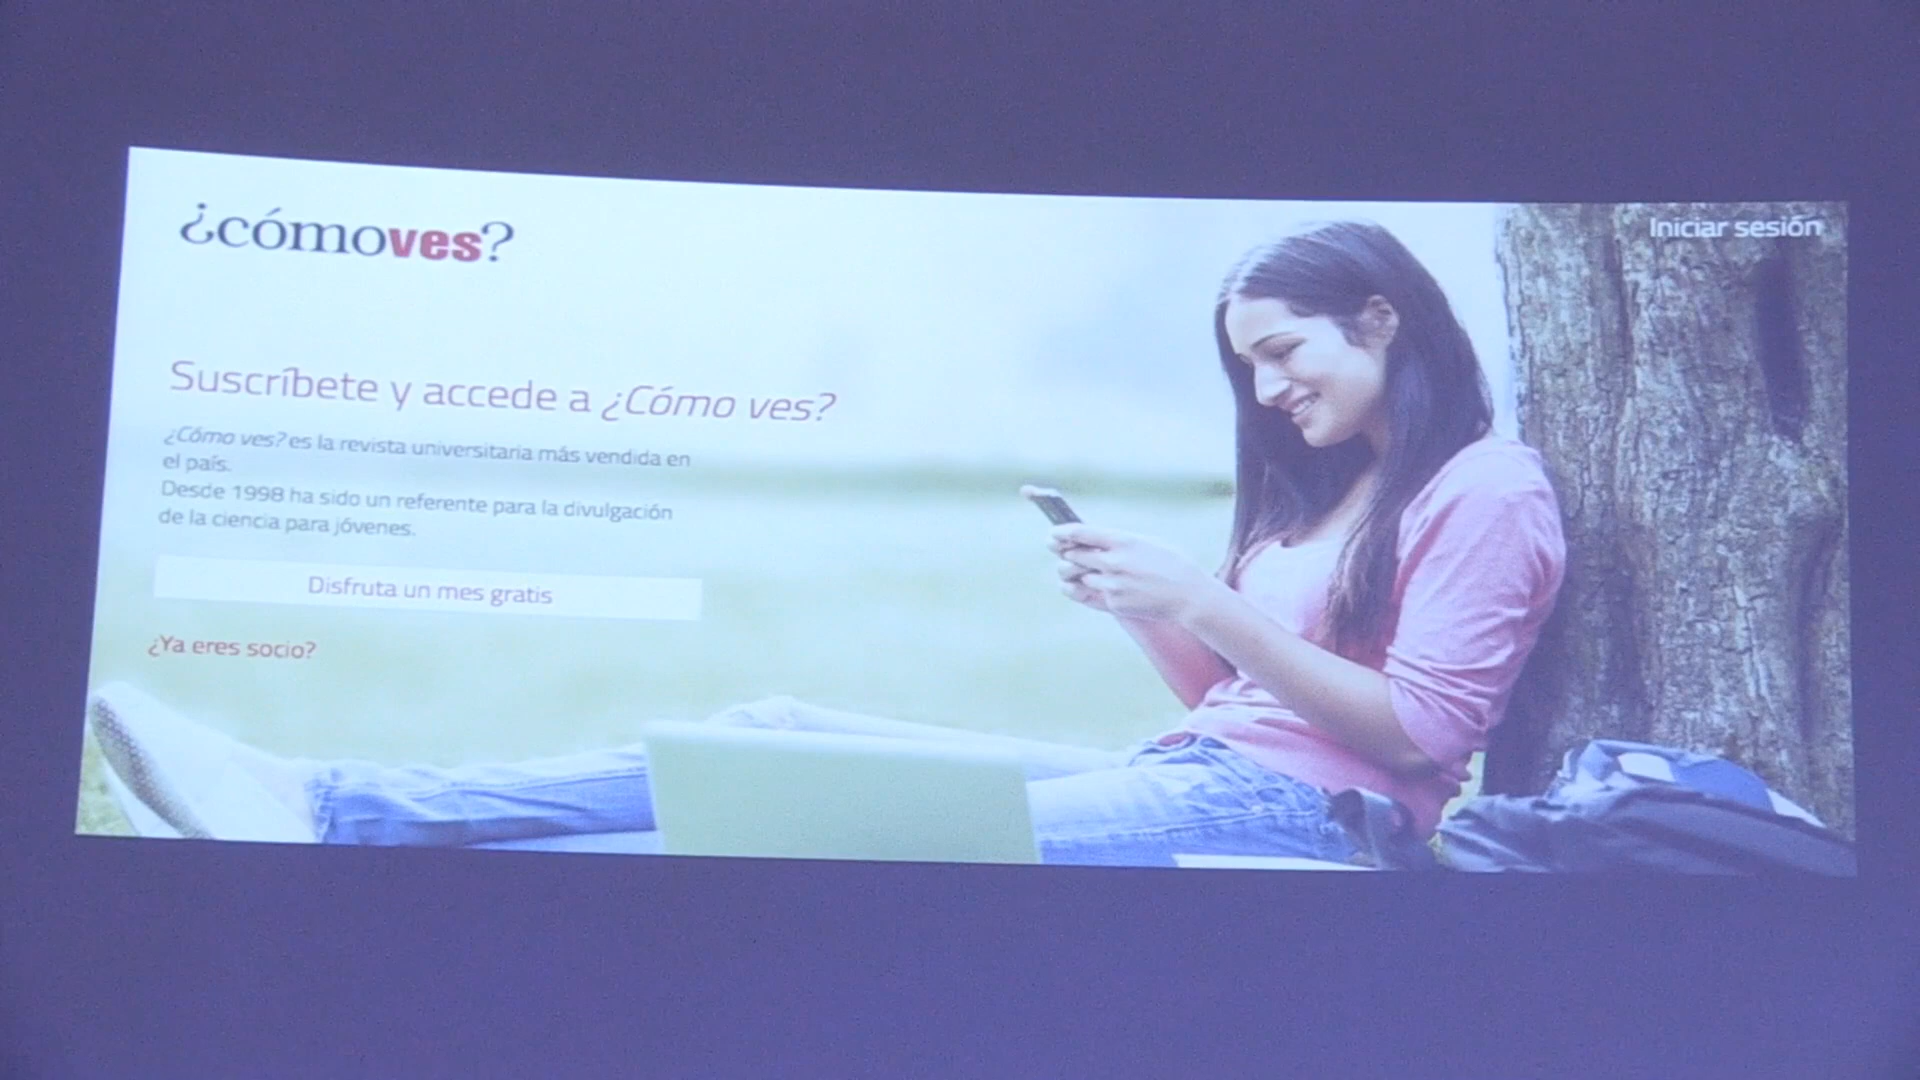 ¿cómoves?
Iniciar sesión
Suscríbete y accede a ¿Cómo ves?
¿Cómo ves? es la revista universitaria más vendida en
el país.
Desde 1998 ha sido un referente para la divulgación
de la ciencia para jóvenes.
Disfruta un mes gratis
¿Ya eres socio?